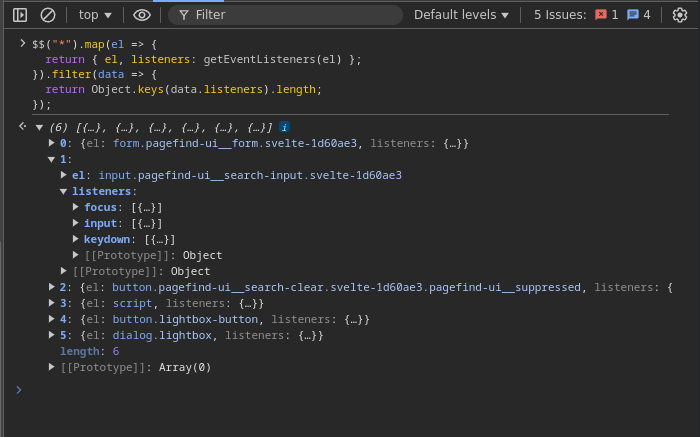 top ▼ Filter Default levels ▼ 5 Issues: 1 4
$$("*").map(el => {
  return { el, listeners: getEventListeners(el) };
}).filter(data => {
  return Object.keys(data.listeners).length;
});
(6) [{…}, {…}, {…}, {…}, {…}, {…}] i
0: {el: form.pagefind-ui__form.svelte-1d60ae3, listeners: {…}}
1:
el: input.pagefind-ui__search-input.svelte-1d60ae3
listeners:
focus: [{…}]
input: [{…}]
keydown: [{…}]
[[Prototype]]: Object
[[Prototype]]: Object
2: {el: button.pagefind-ui__search-clear.svelte-1d60ae3.pagefind-ui__suppressed, listeners: {
3: {el: script, listeners: {…}}
4: {el: button.lightbox-button, listeners: {…}}
5: {el: dialog.lightbox, listeners: {…}}
length: 6
[[Prototype]]: Array(0)